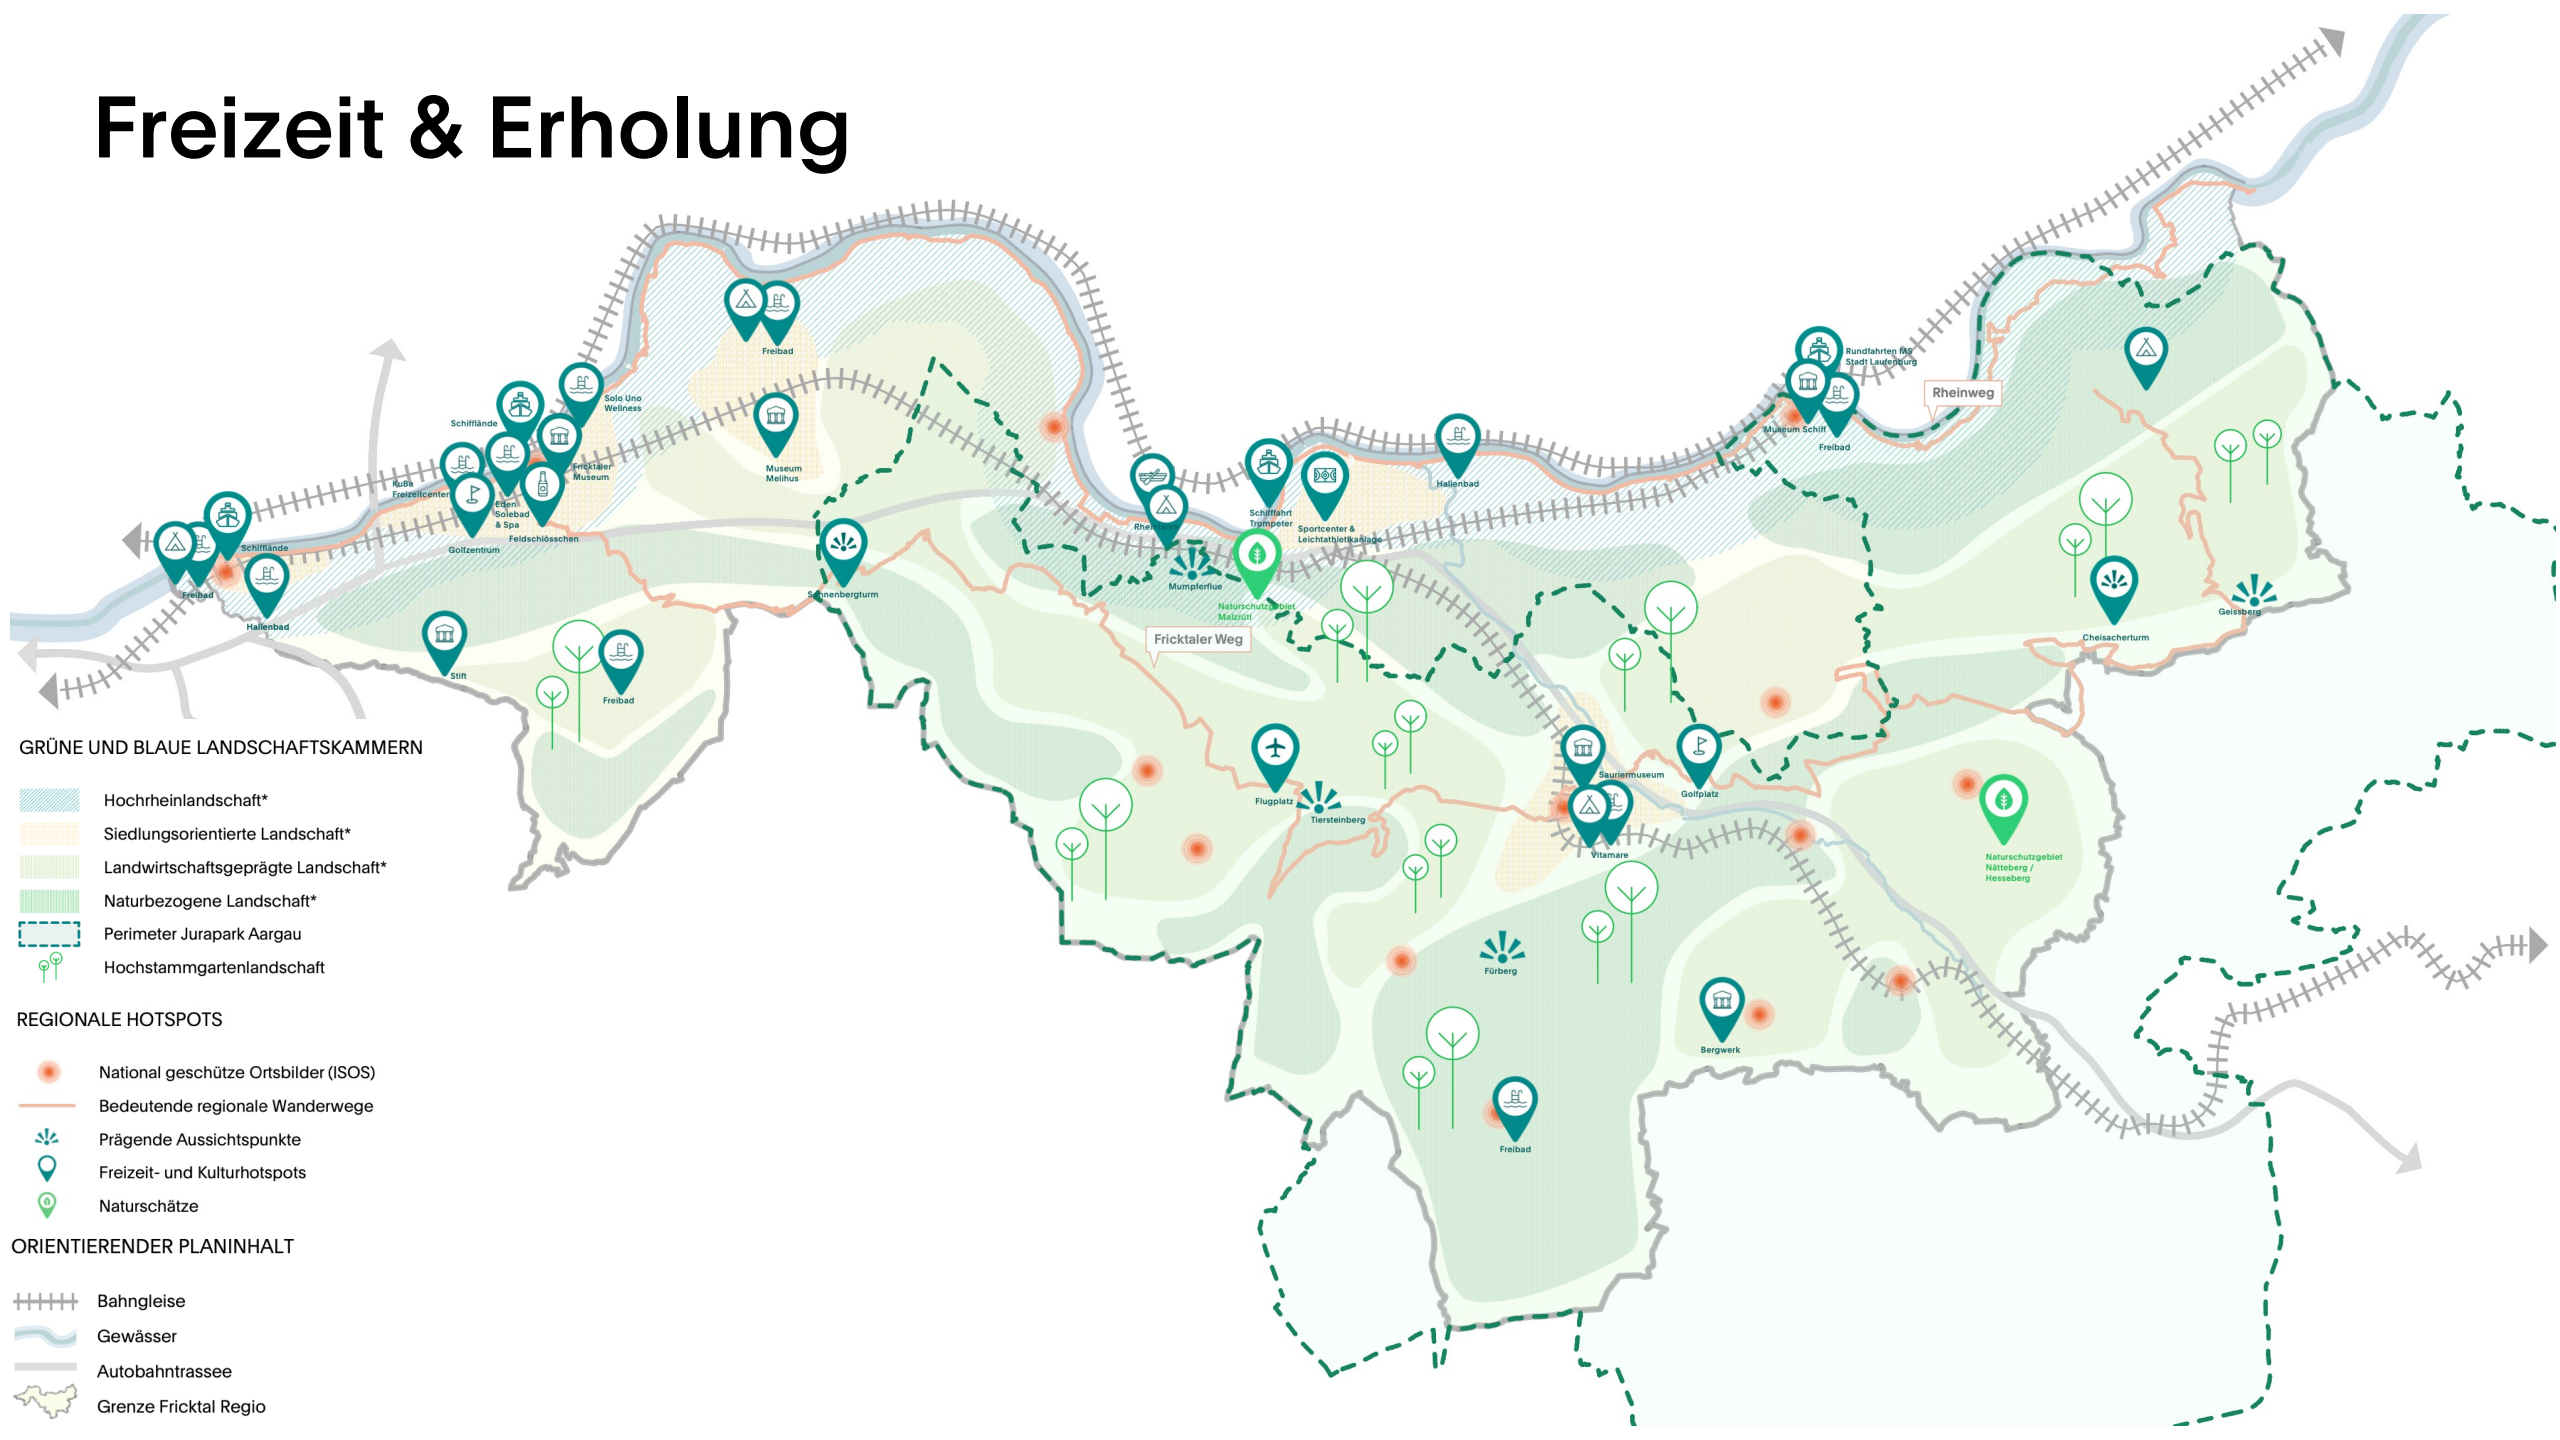 Freizeit & Erholung
Rundfahrten MS
Stadt Laufenburg
Freibad
Rheinweg
Solo Uno
Wellness
Schifflände
Museum Schiff
Freibad
Fricktaler
Museum
Museum
Melihus
KuBa
Freizeitcenter
Hallenbad
Eden
Solebad
& Spa
Schifffahrt
Trompeter
Sportcenter &
Leichtathletikanlage
Feldschlösschen
Golfzentrum
Schifflände
Mumpferflue
Freibad
Sonnenbergturm
Naturschutzgebiet
Malzrüti
Geissberg
Hallenbad
Fricktaler Weg
Cheisacherturm
Stift
Freibad
GRÜNE UND BLAUE LANDSCHAFTSKAMMERN
Hochrheinlandschaft*
Siedlungsorientierte Landschaft*
Landwirtschaftsgeprägte Landschaft*
Naturbezogene Landschaft*
Perimeter Jurapark Aargau
Hochstammgartenlandschaft
Sauriermuseum
Golfplatz
Flugplatz
Tiersteinberg
Vitamare
Naturschutzgebiet
Nätteberg /
Hesseberg
Fürberg
Bergwerk
Freibad
REGIONALE HOTSPOTS
National geschütze Ortsbilder (ISOS)
Bedeutende regionale Wanderwege
Prägende Aussichtspunkte
Freizeit- und Kulturhotspots
Naturschätze
ORIENTIERENDER PLANINHALT
Bahngleise
Gewässer
Autobahntrassee
Grenze Fricktal Regio